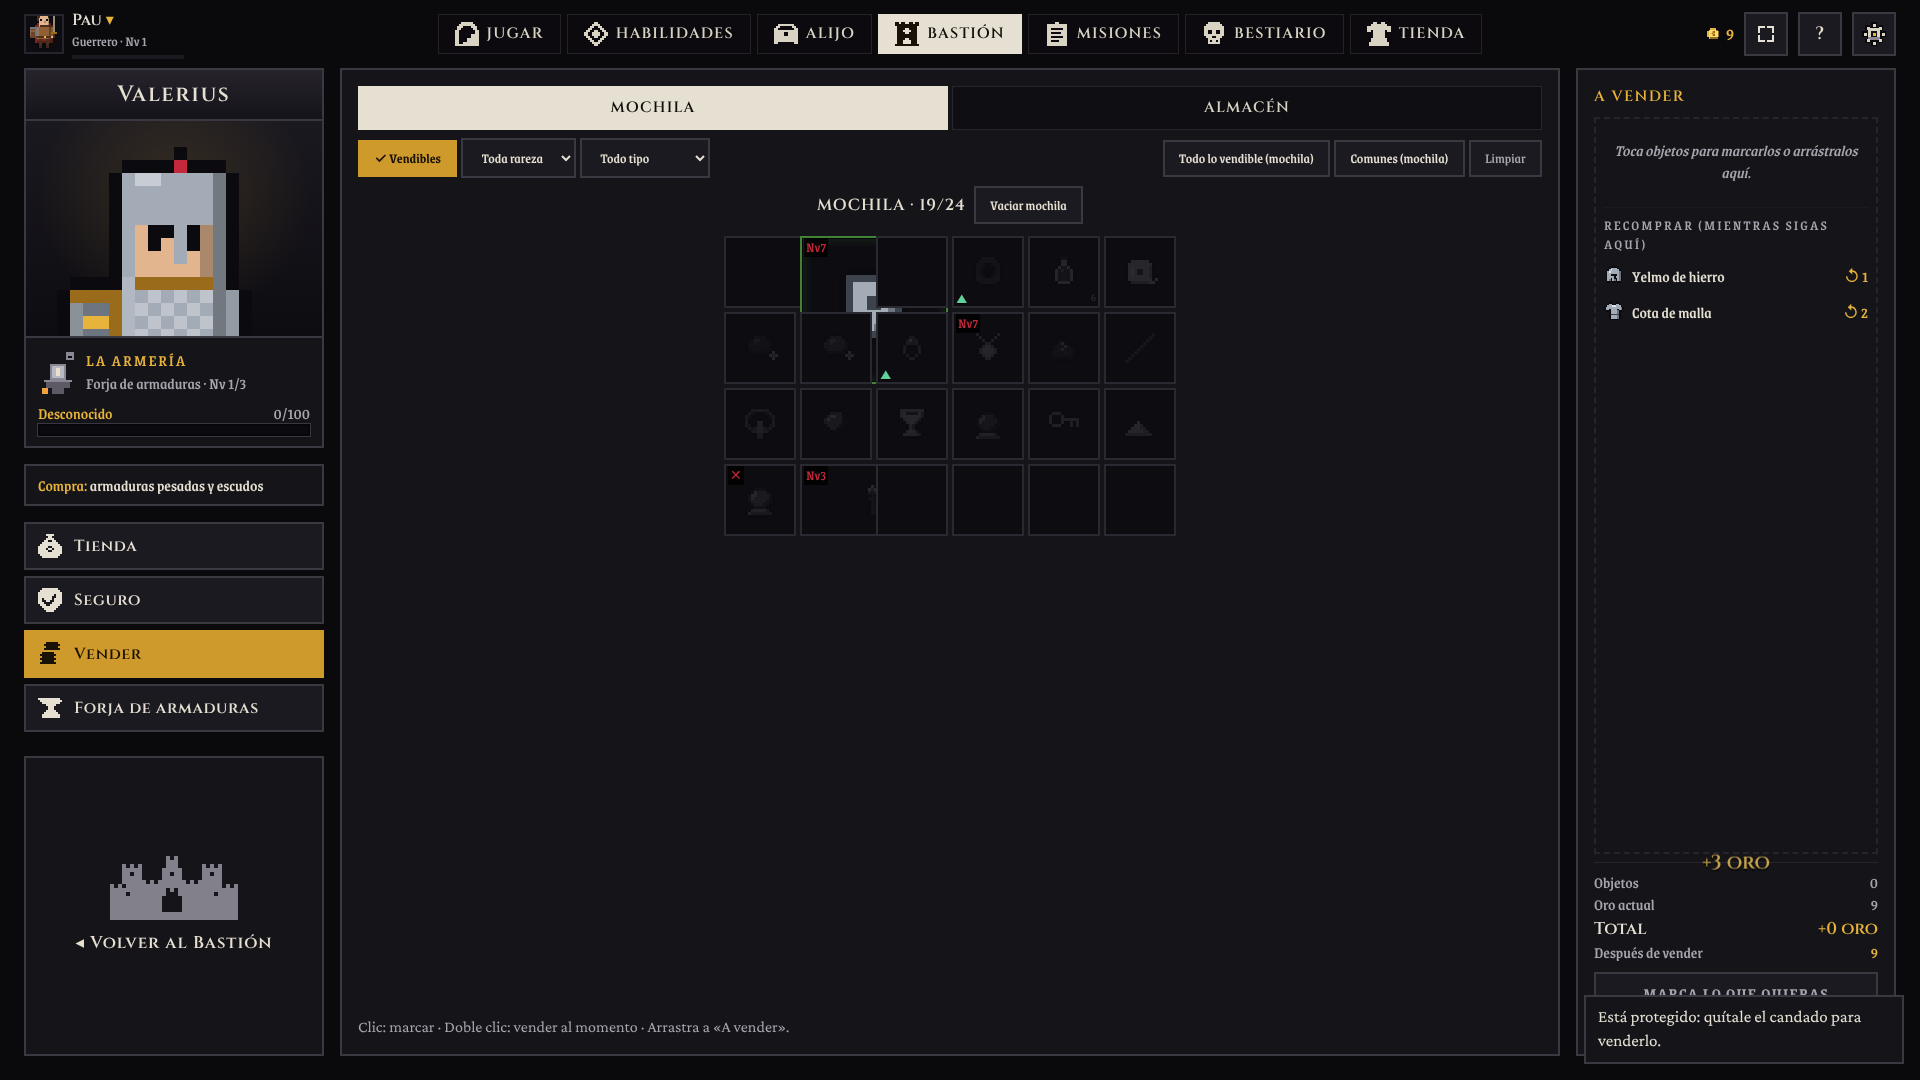 Pau ▾
Guerrero · Nv 1
JUGAR
HABILIDADES
ALIJO
BASTIÓN
MISIONES
BESTIARIO
TIENDA
9
?
VALERIUS
LA ARMERÍA
Forja de armaduras · Nv 1/3
Desconocido 0/100
Compra: armaduras pesadas y escudos
TIENDA
SEGURO
VENDER
FORJA DE ARMADURAS
◂ VOLVER AL BASTIÓN
MOCHILA
ALMACÉN
✓ Vendibles
Toda rareza
Todo tipo
Todo lo vendible (mochila)
Comunes (mochila)
Limpiar
MOCHILA · 19/24
Vaciar mochila
Nv7
6
Nv7
Nv3
Clic: marcar · Doble clic: vender al momento · Arrastra a «A vender».
A VENDER
Toca objetos para marcarlos o arrástralos
aquí.
RECOMPRAR (MIENTRAS SIGAS
AQUÍ)
Yelmo de hierro 1
Cota de malla 2
+3 ORO
Objetos 0
Oro actual 9
TOTAL +0 ORO
Después de vender 9
MARCA LO QUE QUIERAS
Está protegido: quítale el candado para
venderlo.